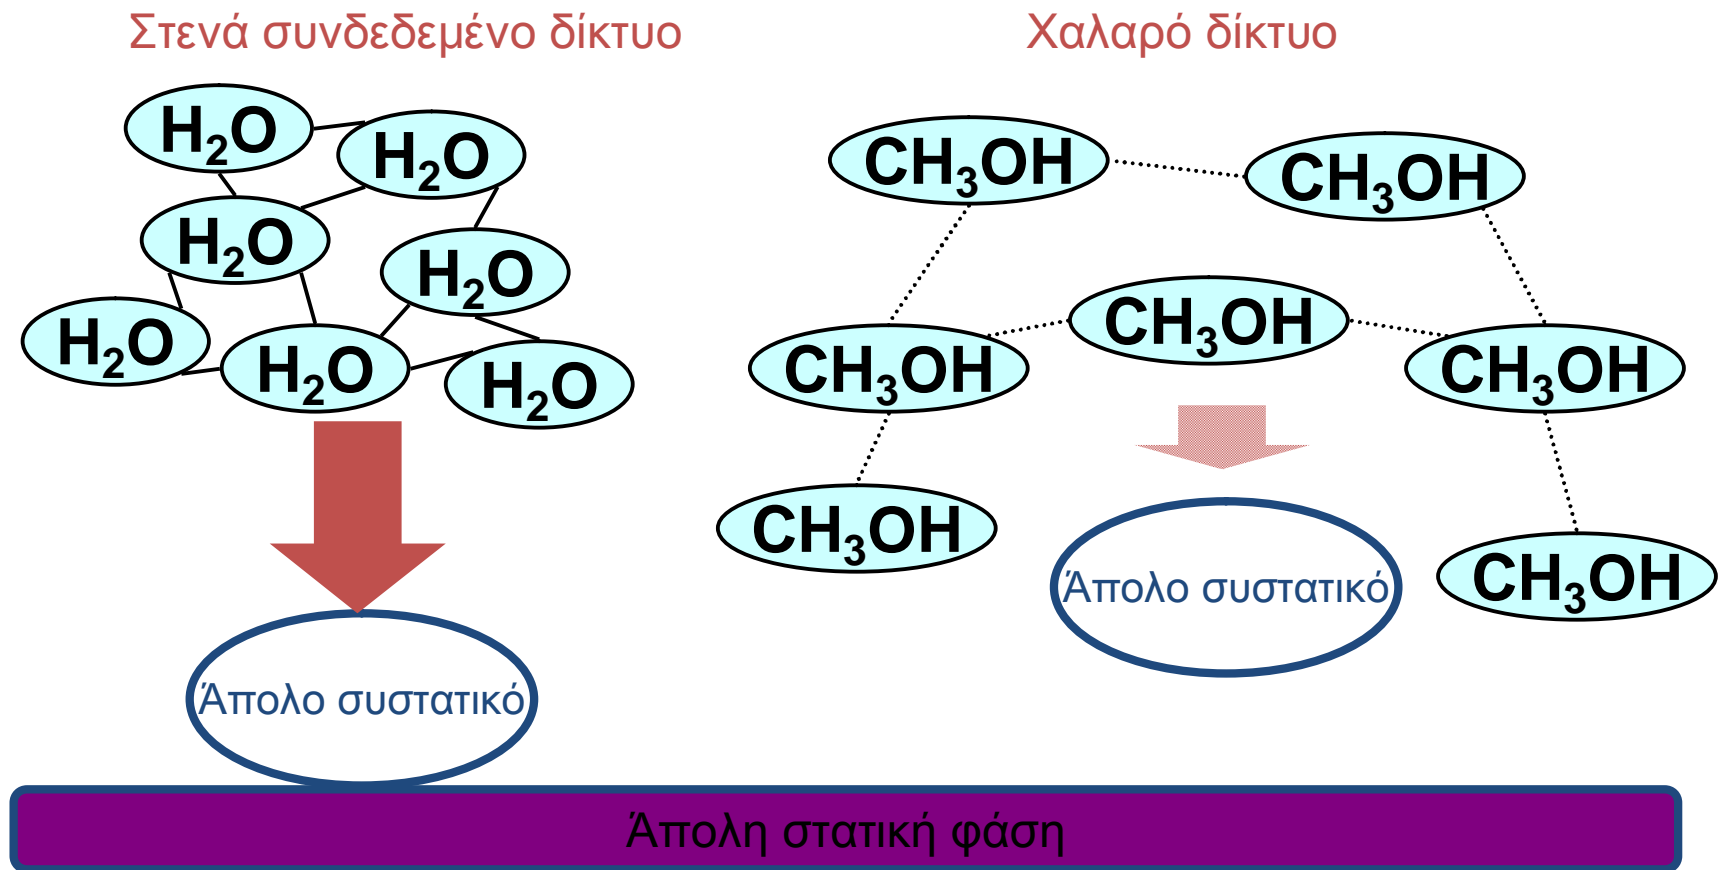 Στενά συνδεδεμένο δίκτυο
H₂O
H₂O
H₂O
H₂O
H₂O
H₂O
H₂O
Άπολο συστατικό
Χαλαρό δίκτυο
CH₃OH
CH₃OH
CH₃OH
CH₃OH
CH₃OH
CH₃OH
CH₃OH
Άπολο συστατικό
Άπολη στατική φάση